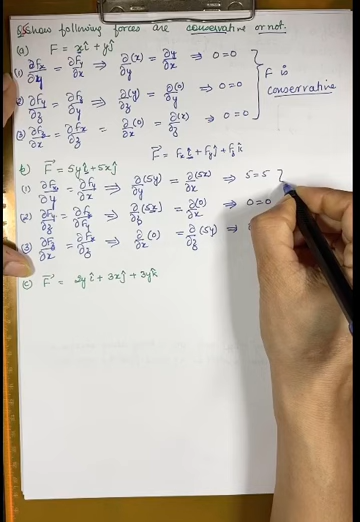 Show following forces are conservative or not.
(a) F = xî + yĵ
(1) ∂Fx/∂y = ∂Fy/∂x ⇒ ∂(x)/∂y = ∂y/∂x ⇒ 0=0
(2) ∂Fy/∂z = ∂Fz/∂y ⇒ ∂(y)/∂z = ∂(0)/∂y ⇒ 0=0
(3) ∂Fz/∂x = ∂Fx/∂z = ∂(0)/∂x = ∂(x)/∂z ⇒ 0=0
F is
conservative
F⃗ = Fxî + Fyĵ + Fzk̂
b) F⃗ = 5yî + 5xĵ
(1) ∂Fx/∂y = ∂Fy/∂x ⇒ ∂(5y)/∂y = ∂(5x)/∂x ⇒ 5=5
(2) ∂Fy/∂z = ∂Fz/∂y ⇒ ∂(5x)/∂z = ∂(0)/∂x ⇒ 0=0
(3) ∂Fz/∂x = ∂Fx/∂z ⇒ ∂(0)/∂x = ∂(5y)/∂z ⇒
(c) F⃗ = 2yî + 3xĵ + 3yk̂